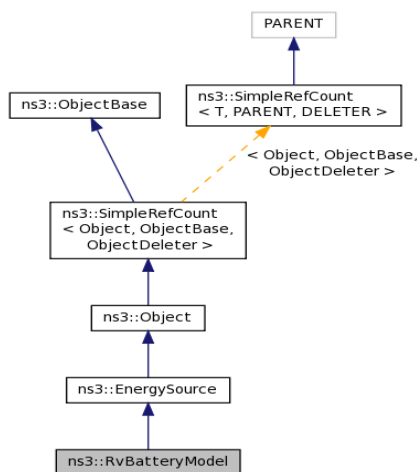 PARENT
ns3::SimpleRefCount
< T, PARENT, DELETER >
ns3::ObjectBase
< Object, ObjectBase,
ObjectDeleter >
ns3::SimpleRefCount
< Object, ObjectBase,
ObjectDeleter >
ns3::Object
ns3::EnergySource
ns3::RvBatteryModel